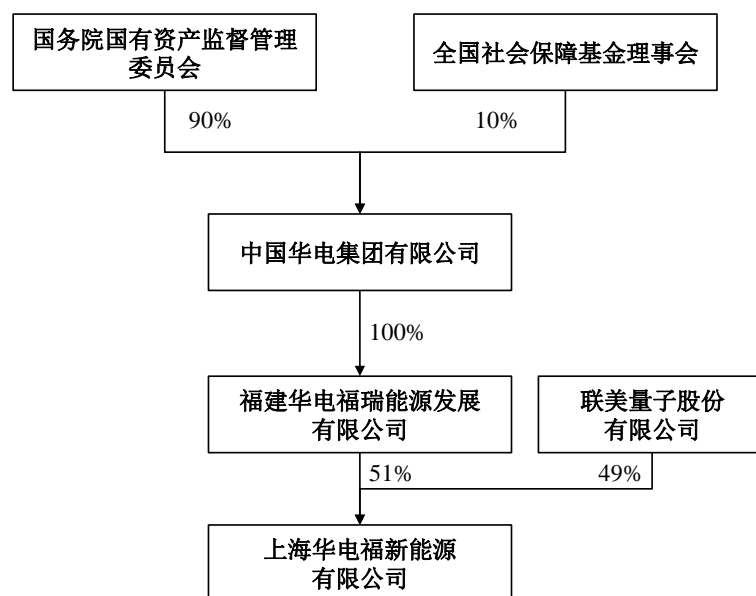 国务院国有资产监督管理
委员会
全国社会保障基金理事会
90%
10%
中国华电集团有限公司
100%
福建华电福瑞能源发展
有限公司
联美量子股份
有限公司
51%
49%
上海华电福新能源
有限公司